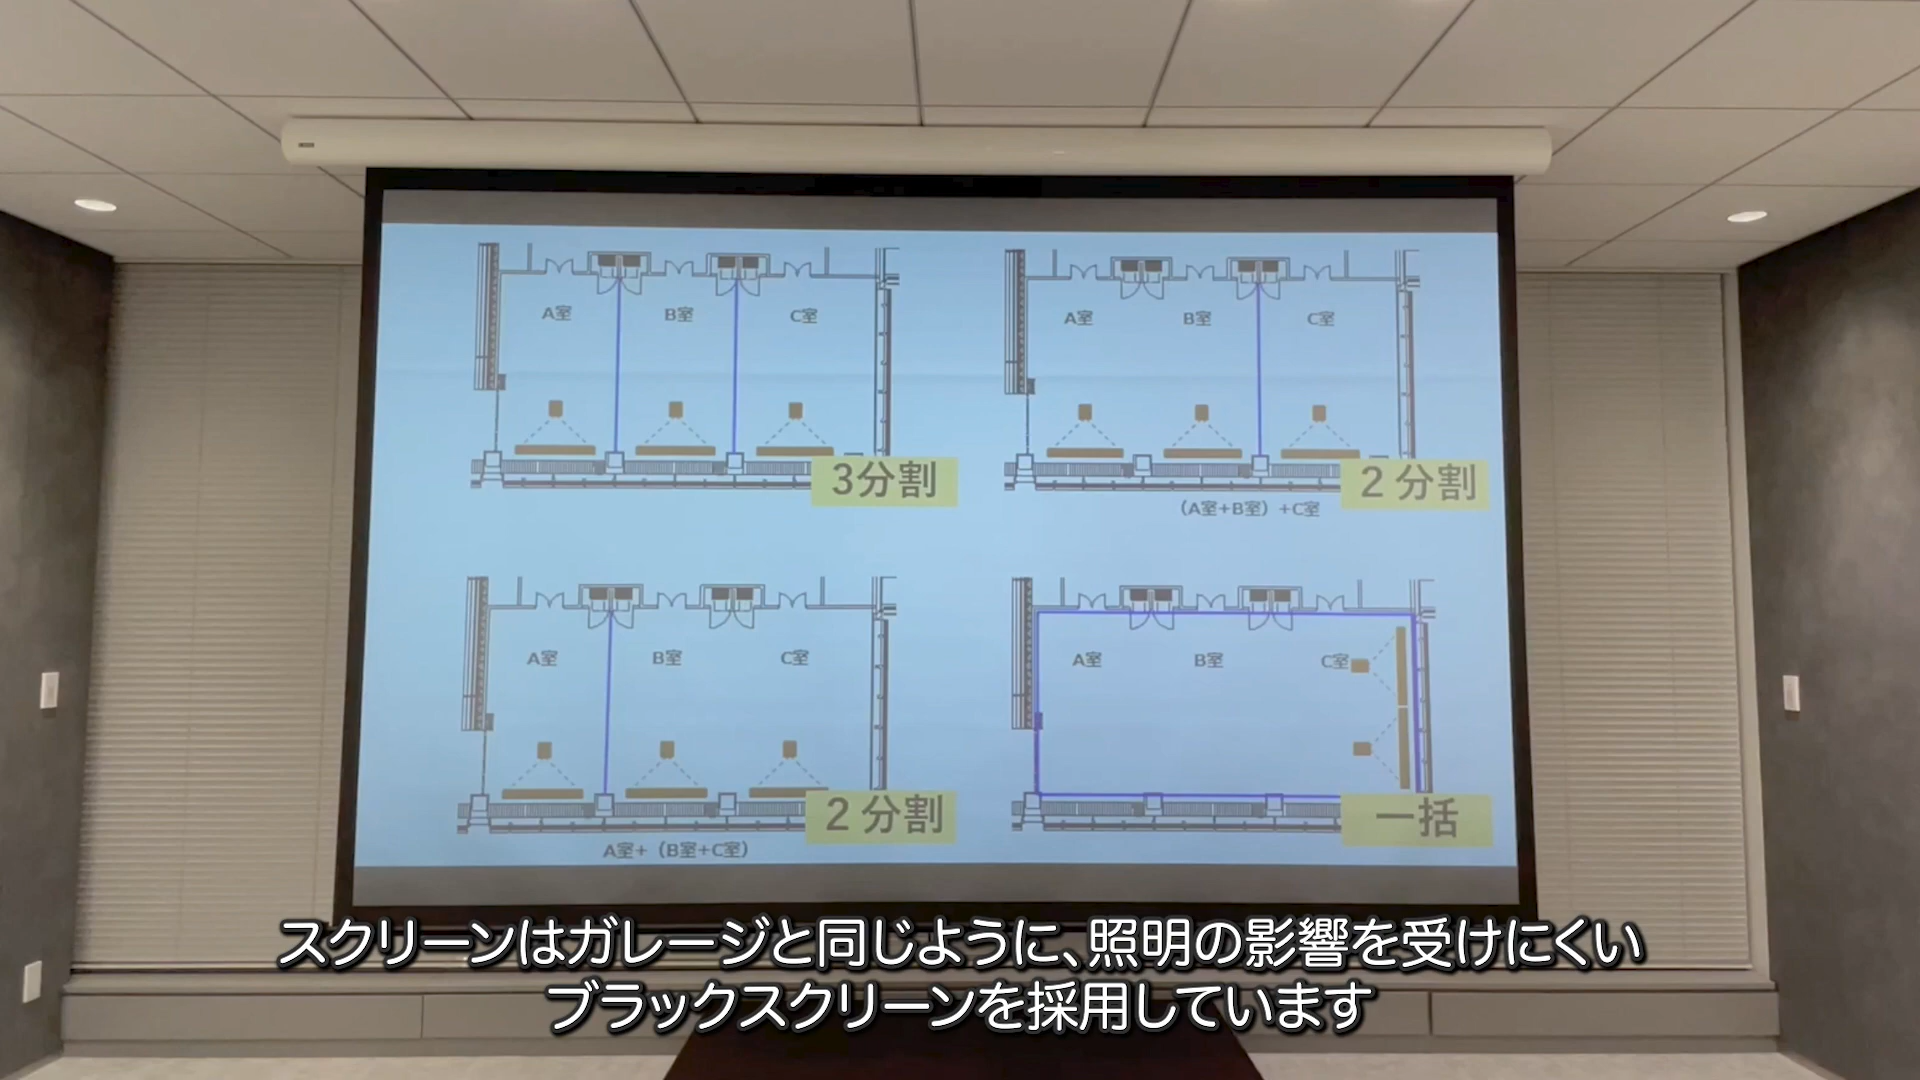 A室 B室 C室
3分割
A室 B室 C室
2分割
(A室+B室)+C室
A室 B室 C室
2分割
A室+(B室+C室)
A室 B室 C室
一括
スクリーンはガレージと同じように、照明の影響を受けにくい
ブラックスクリーンを採用しています